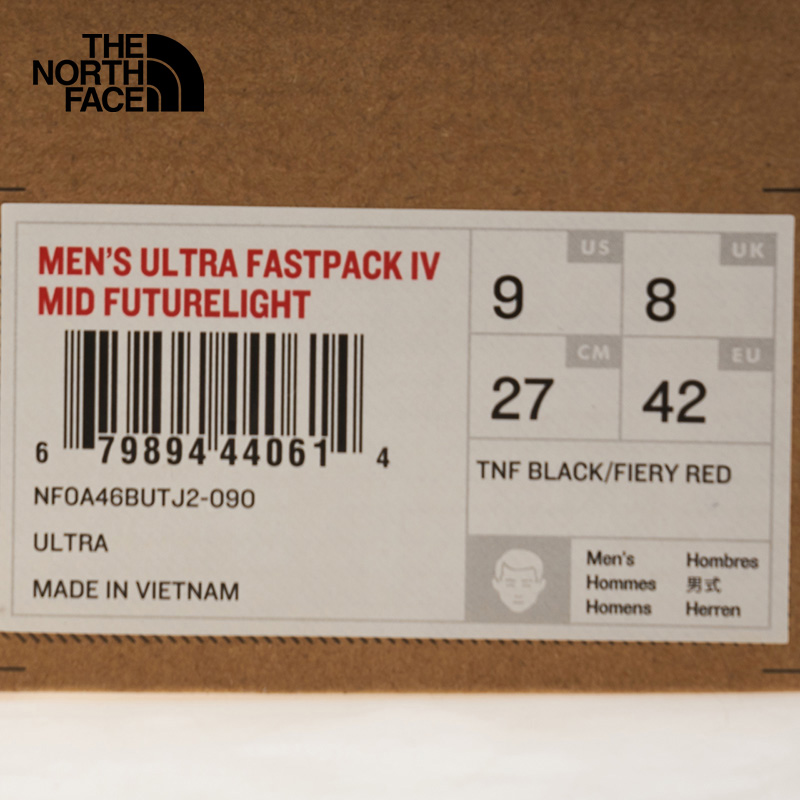 THE
NORTH
FACE
MEN'S ULTRA FASTPACK IV
MID FUTURELIGHT
6 79894 44061 4
NF0A46BUTJ2-090
ULTRA
MADE IN VIETNAM
US
9
UK
8
CM
27
EU
42
TNF BLACK/FIERY RED
Men's Hombres
Hommes 男式
Homens Herren